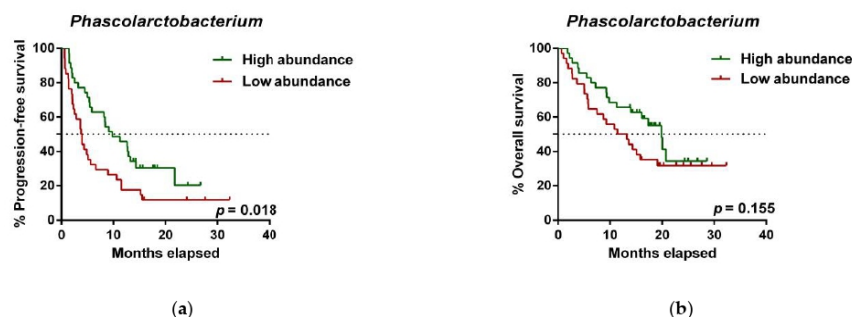 Phascolarctobacterium
(a)
% Progression-free survival
100
80
60
40
20
0
High abundance
Low abundance
p = 0.018
0 10 20 30 40
Months elapsed
(a)
Phascolarctobacterium
(b)
% Overall survival
100
80
60
40
20
0
High abundance
Low abundance
p = 0.155
0 10 20 30 40
Months elapsed
(b)